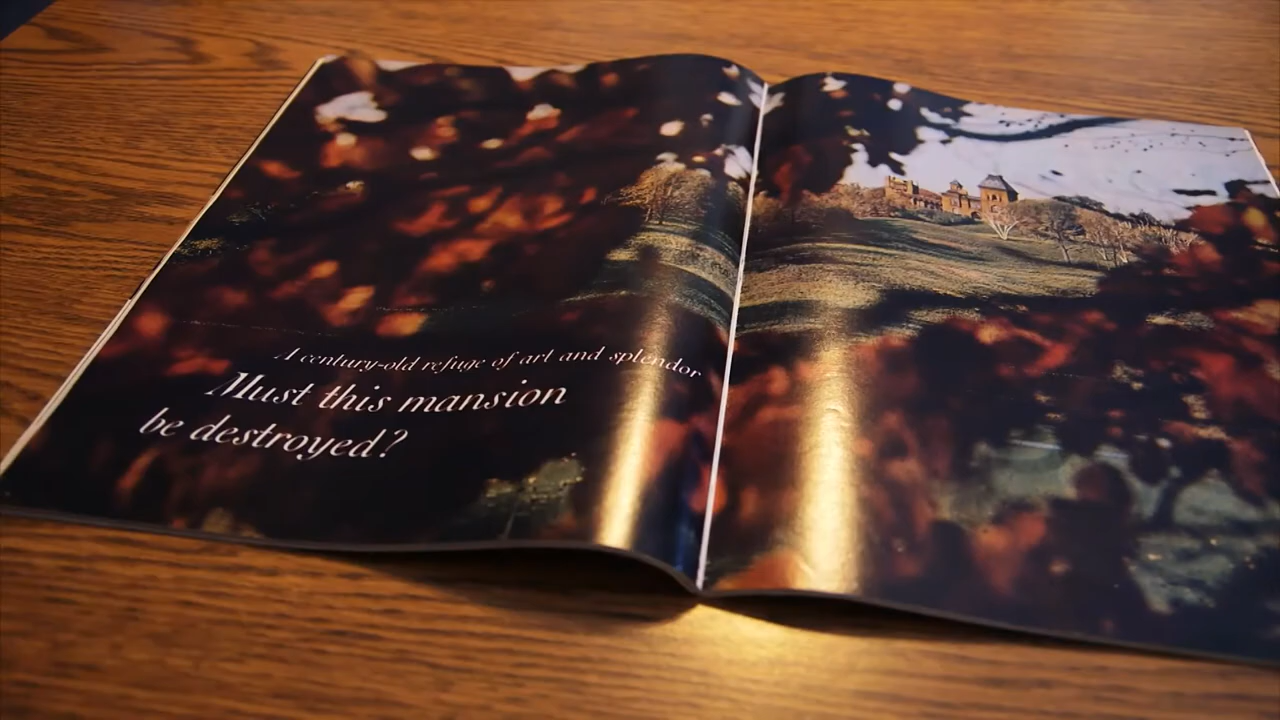 A century-old refuge of art and splendor
Must this mansion
be destroyed?